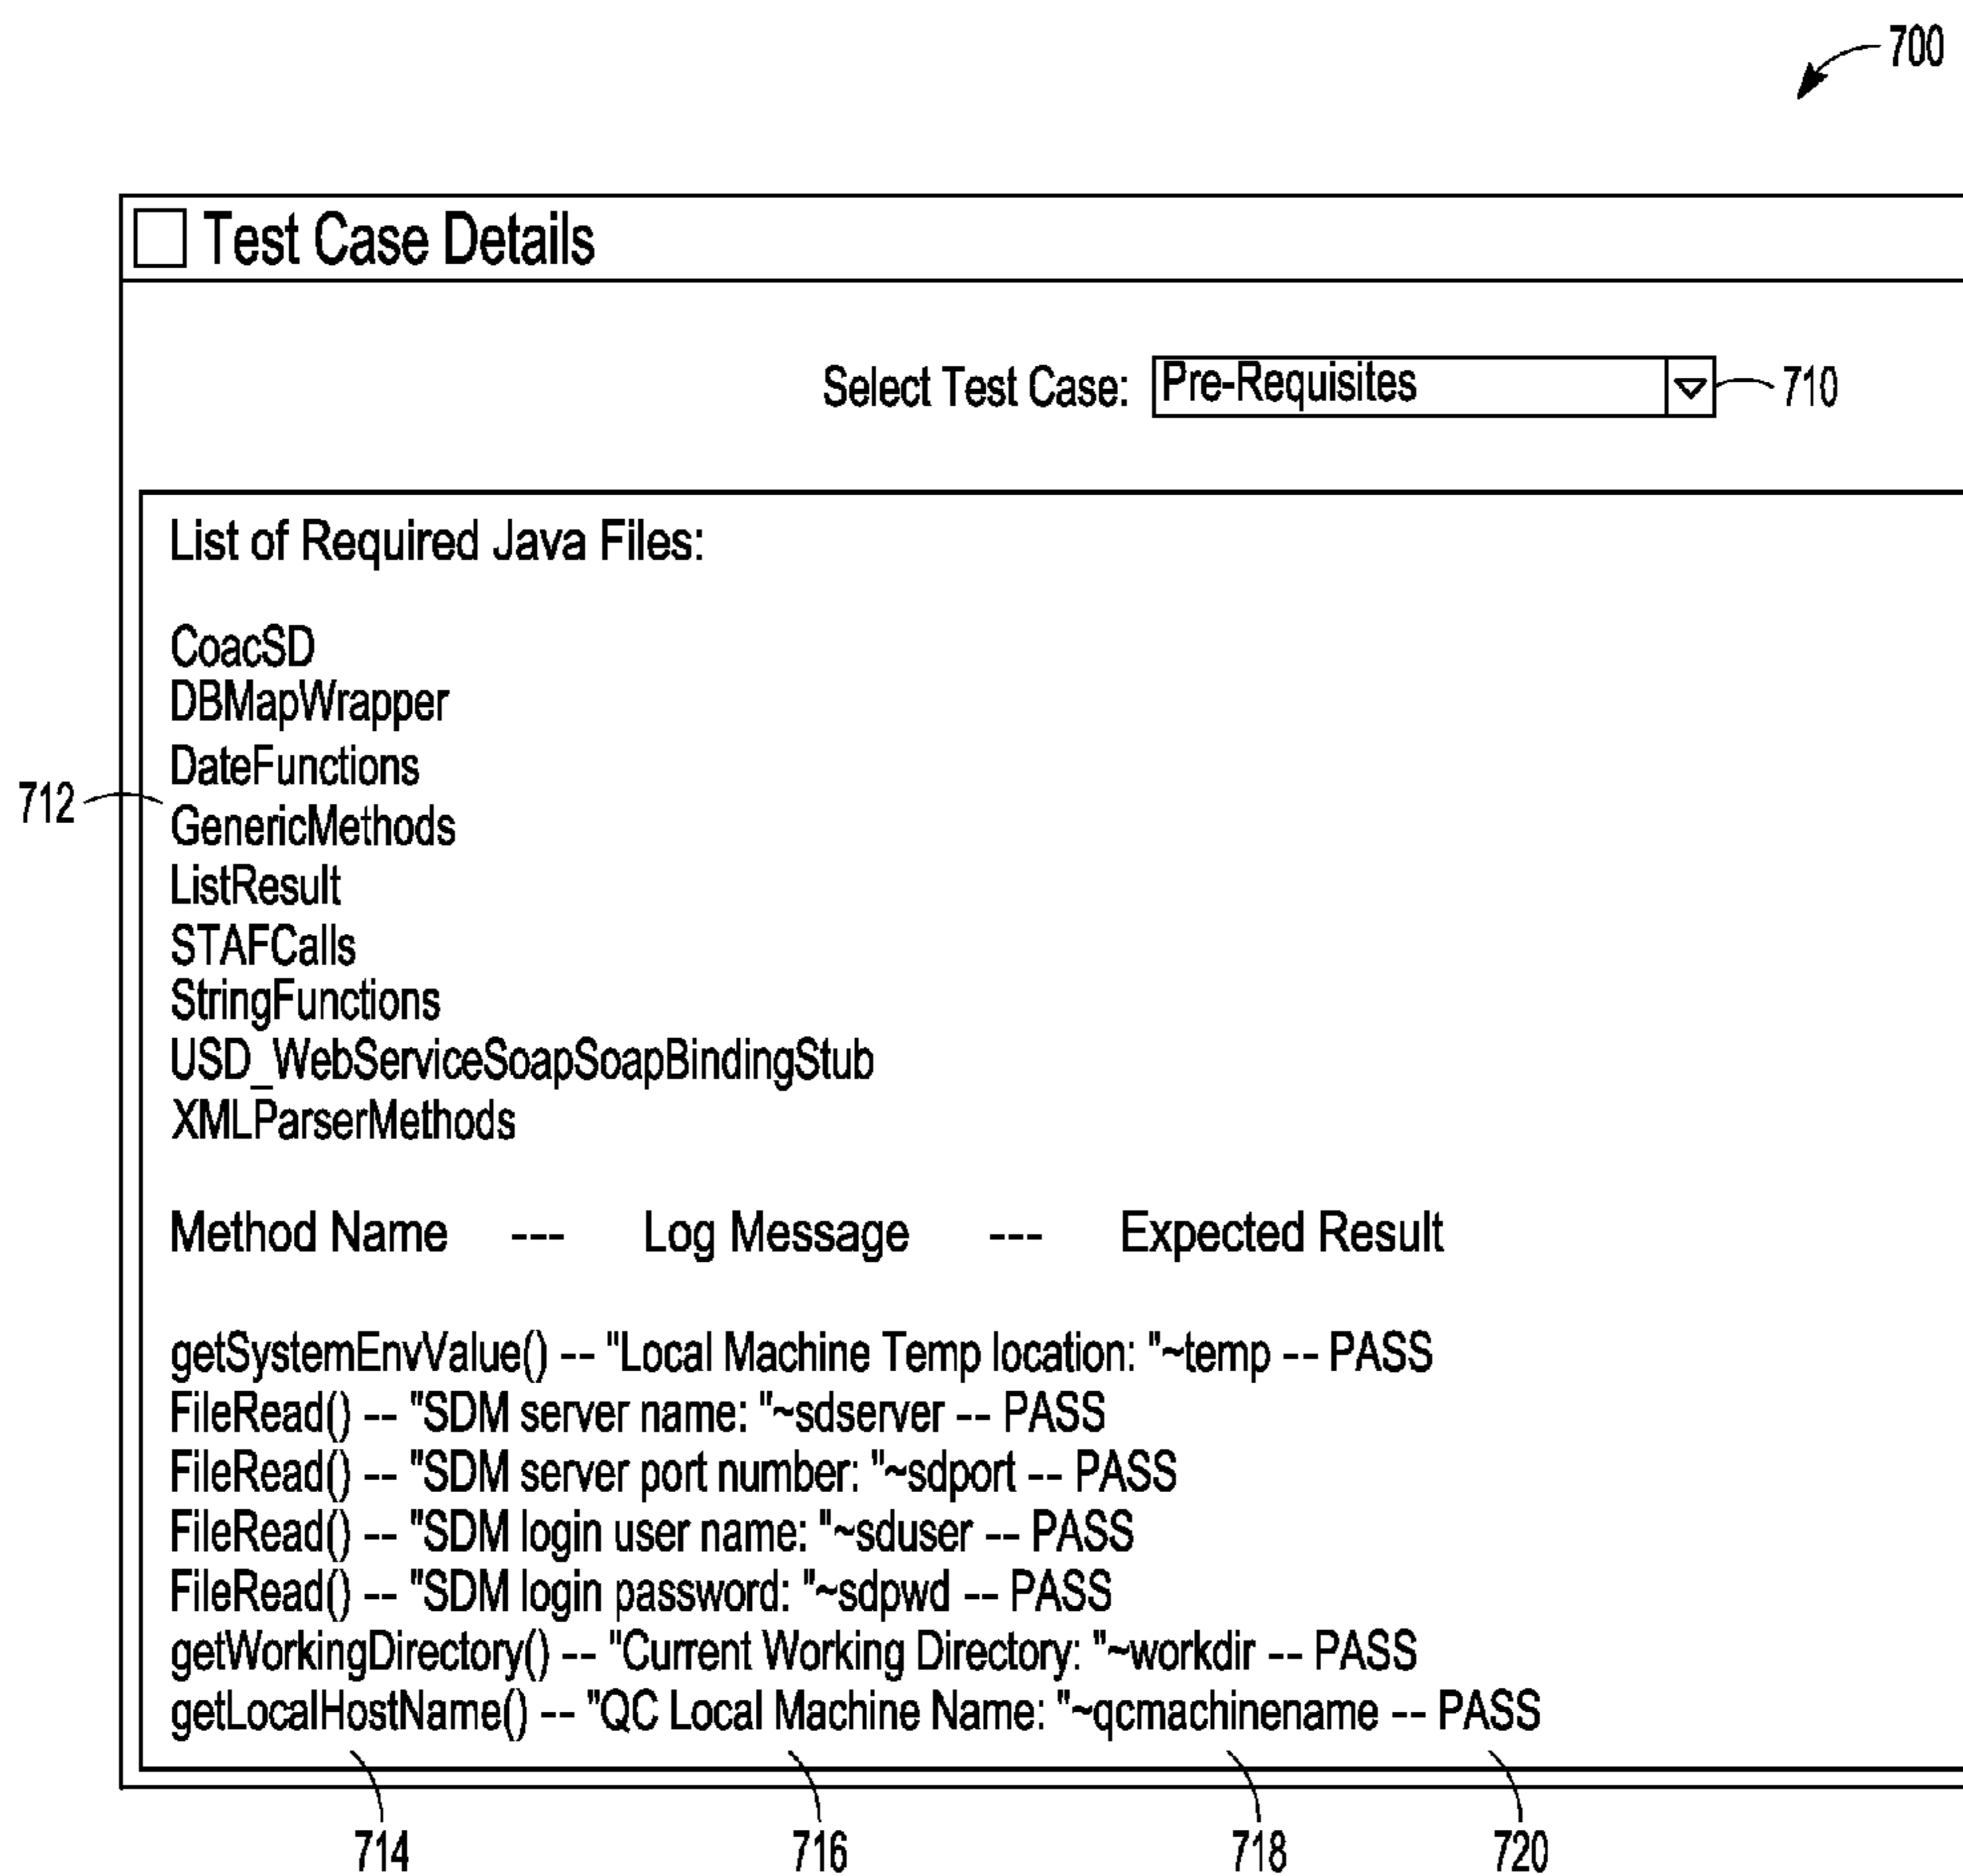 700
Test Case Details
Select Test Case: Pre-Requisites 710
List of Required Java Files:
CoacSD
DBMapWrapper
DateFunctions
712
GenericMethods
ListResult
STAFCalls
StringFunctions
USD_WebServiceSoapSoapBindingStub
XMLParserMethods
Method Name --- Log Message --- Expected Result
getSystemEnvValue() -- "Local Machine Temp location: "~temp -- PASS
FileRead() -- "SDM server name: "~sdserver -- PASS
FileRead() -- "SDM server port number: "~sdport -- PASS
FileRead() -- "SDM login user name: "~sduser -- PASS
FileRead() -- "SDM login password: "~sdpwd -- PASS
getWorkingDirectory() -- "Current Working Directory: "~workdir -- PASS
getLocalHostName() -- "QC Local Machine Name: "~qcmachinename -- PASS
714 716 718 720